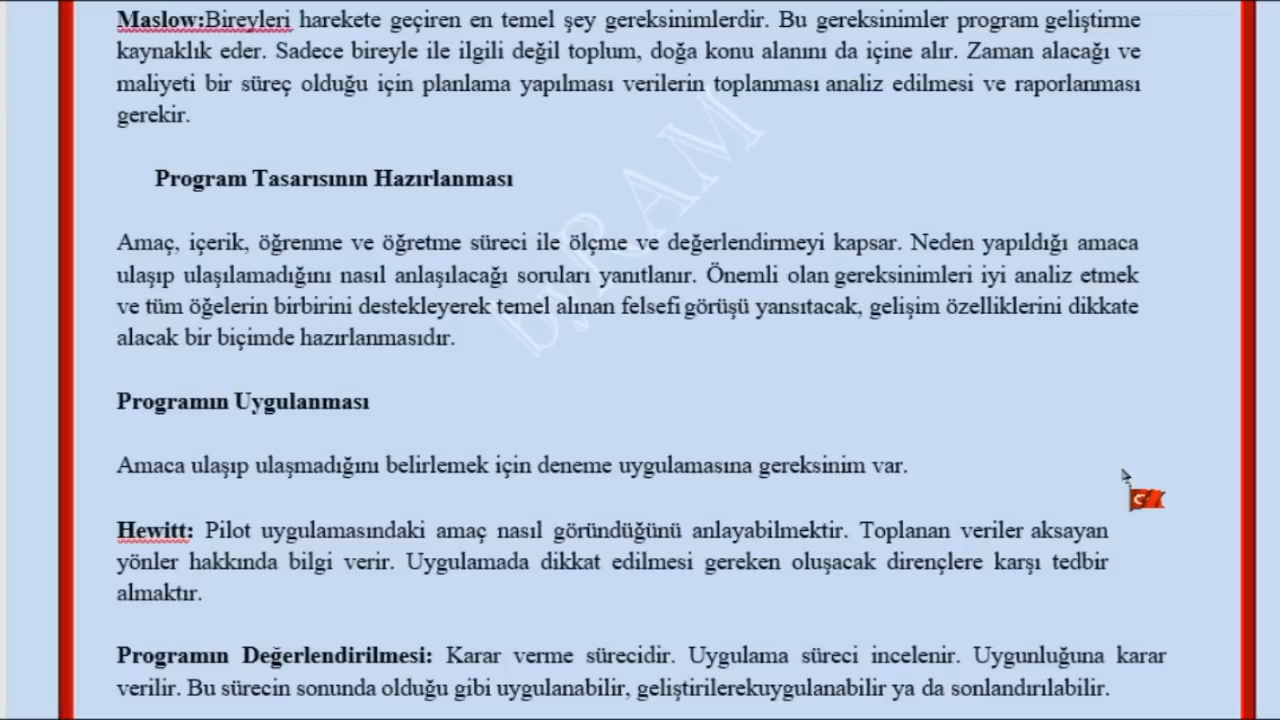 Maslow:Bireyleri harekete geçiren en temel şey gereksinimlerdir. Bu gereksinimler program geliştirme
kaynaklık eder. Sadece bireyle ile ilgili değil toplum, doğa konu alanını da içine alır. Zaman alacağı ve
maliyeti bir süreç olduğu için planlama yapılması verilerin toplanması analiz edilmesi ve raporlanması
gerekir.
Program Tasarısının Hazırlanması
Amaç, içerik, öğrenme ve öğretme süreci ile ölçme ve değerlendirmeyi kapsar. Neden yapıldığı amaca
ulaşıp ulaşılamadığını nasıl anlaşılacağı soruları yanıtlanır. Önemli olan gereksinimleri iyi analiz etmek
ve tüm öğelerin birbirini destekleyerek temel alınan felsefi görüşü yansıtacak, gelişim özelliklerini dikkate
alacak bir biçimde hazırlanmasıdır.
Programın Uygulanması
Amaca ulaşıp ulaşmadığını belirlemek için deneme uygulamasına gereksinim var.
Hewitt: Pilot uygulamasındaki amaç nasıl göründüğünü anlayabilmektir. Toplanan veriler aksayan
yönler hakkında bilgi verir. Uygulamada dikkat edilmesi gereken oluşacak dirençlere karşı tedbir
almaktır.
Programın Değerlendirilmesi: Karar verme sürecidir. Uygulama süreci incelenir. Uygunluğuna karar
verilir. Bu sürecin sonunda olduğu gibi uygulanabilir, geliştirilerekuygulanabilir ya da sonlandırılabilir.